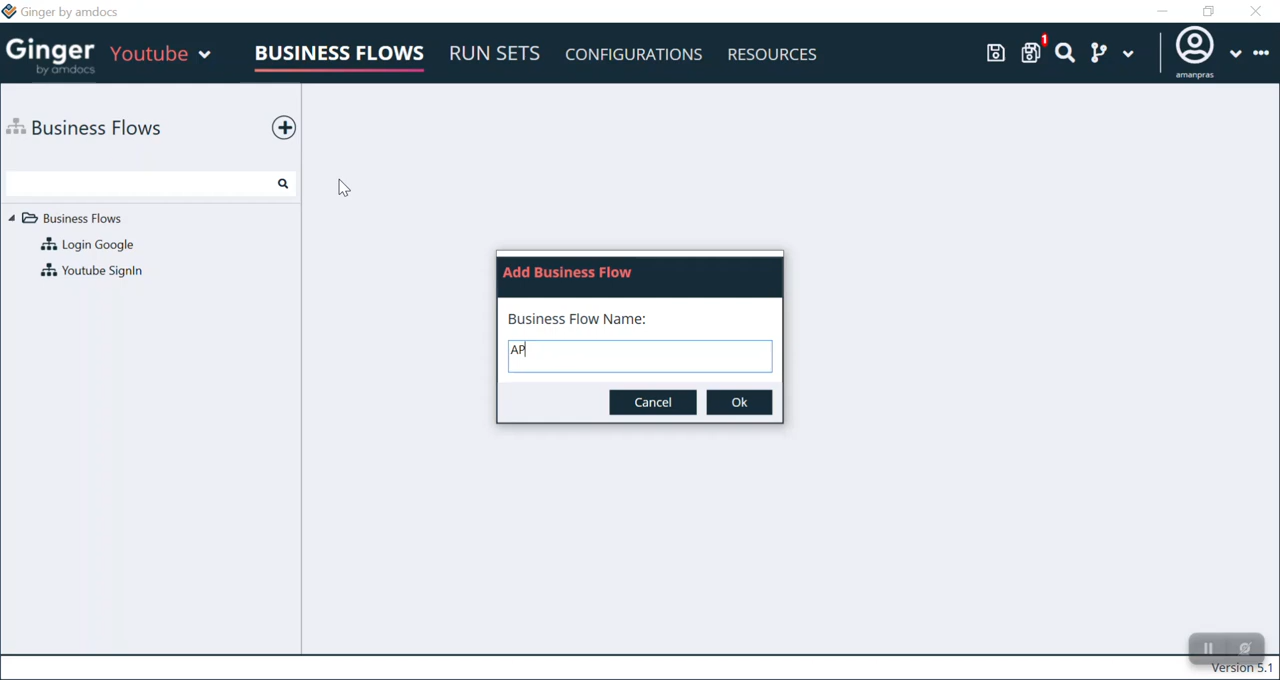 Ginger by amdocs
Ginger by amdocs Youtube BUSINESS FLOWS RUN SETS CONFIGURATIONS RESOURCES 1 amanpras
Business Flows
Business Flows
Login Google
Youtube SignIn
Add Business Flow
Business Flow Name:
AP
Cancel Ok
Version 5.1